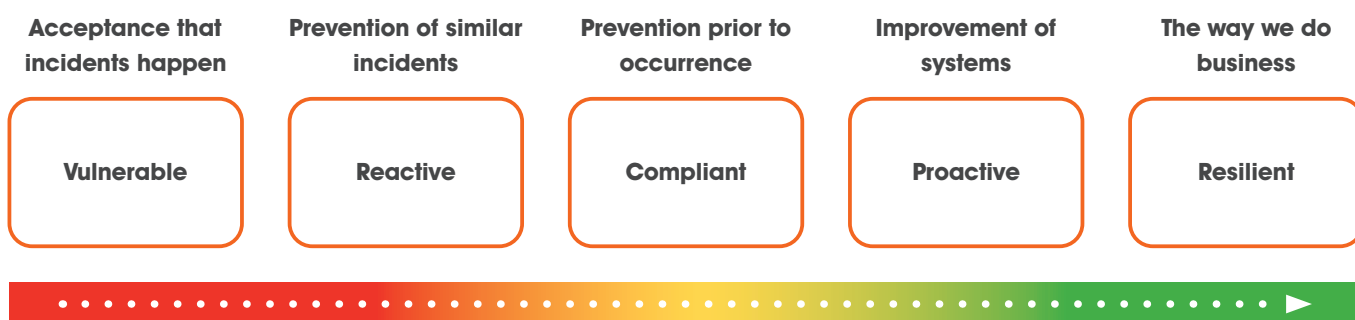 Acceptance that
incidents happen
Prevention of similar
incidents
Prevention prior to
occurrence
Improvement of
systems
The way we do
business
Vulnerable
Reactive
Compliant
Proactive
Resilient